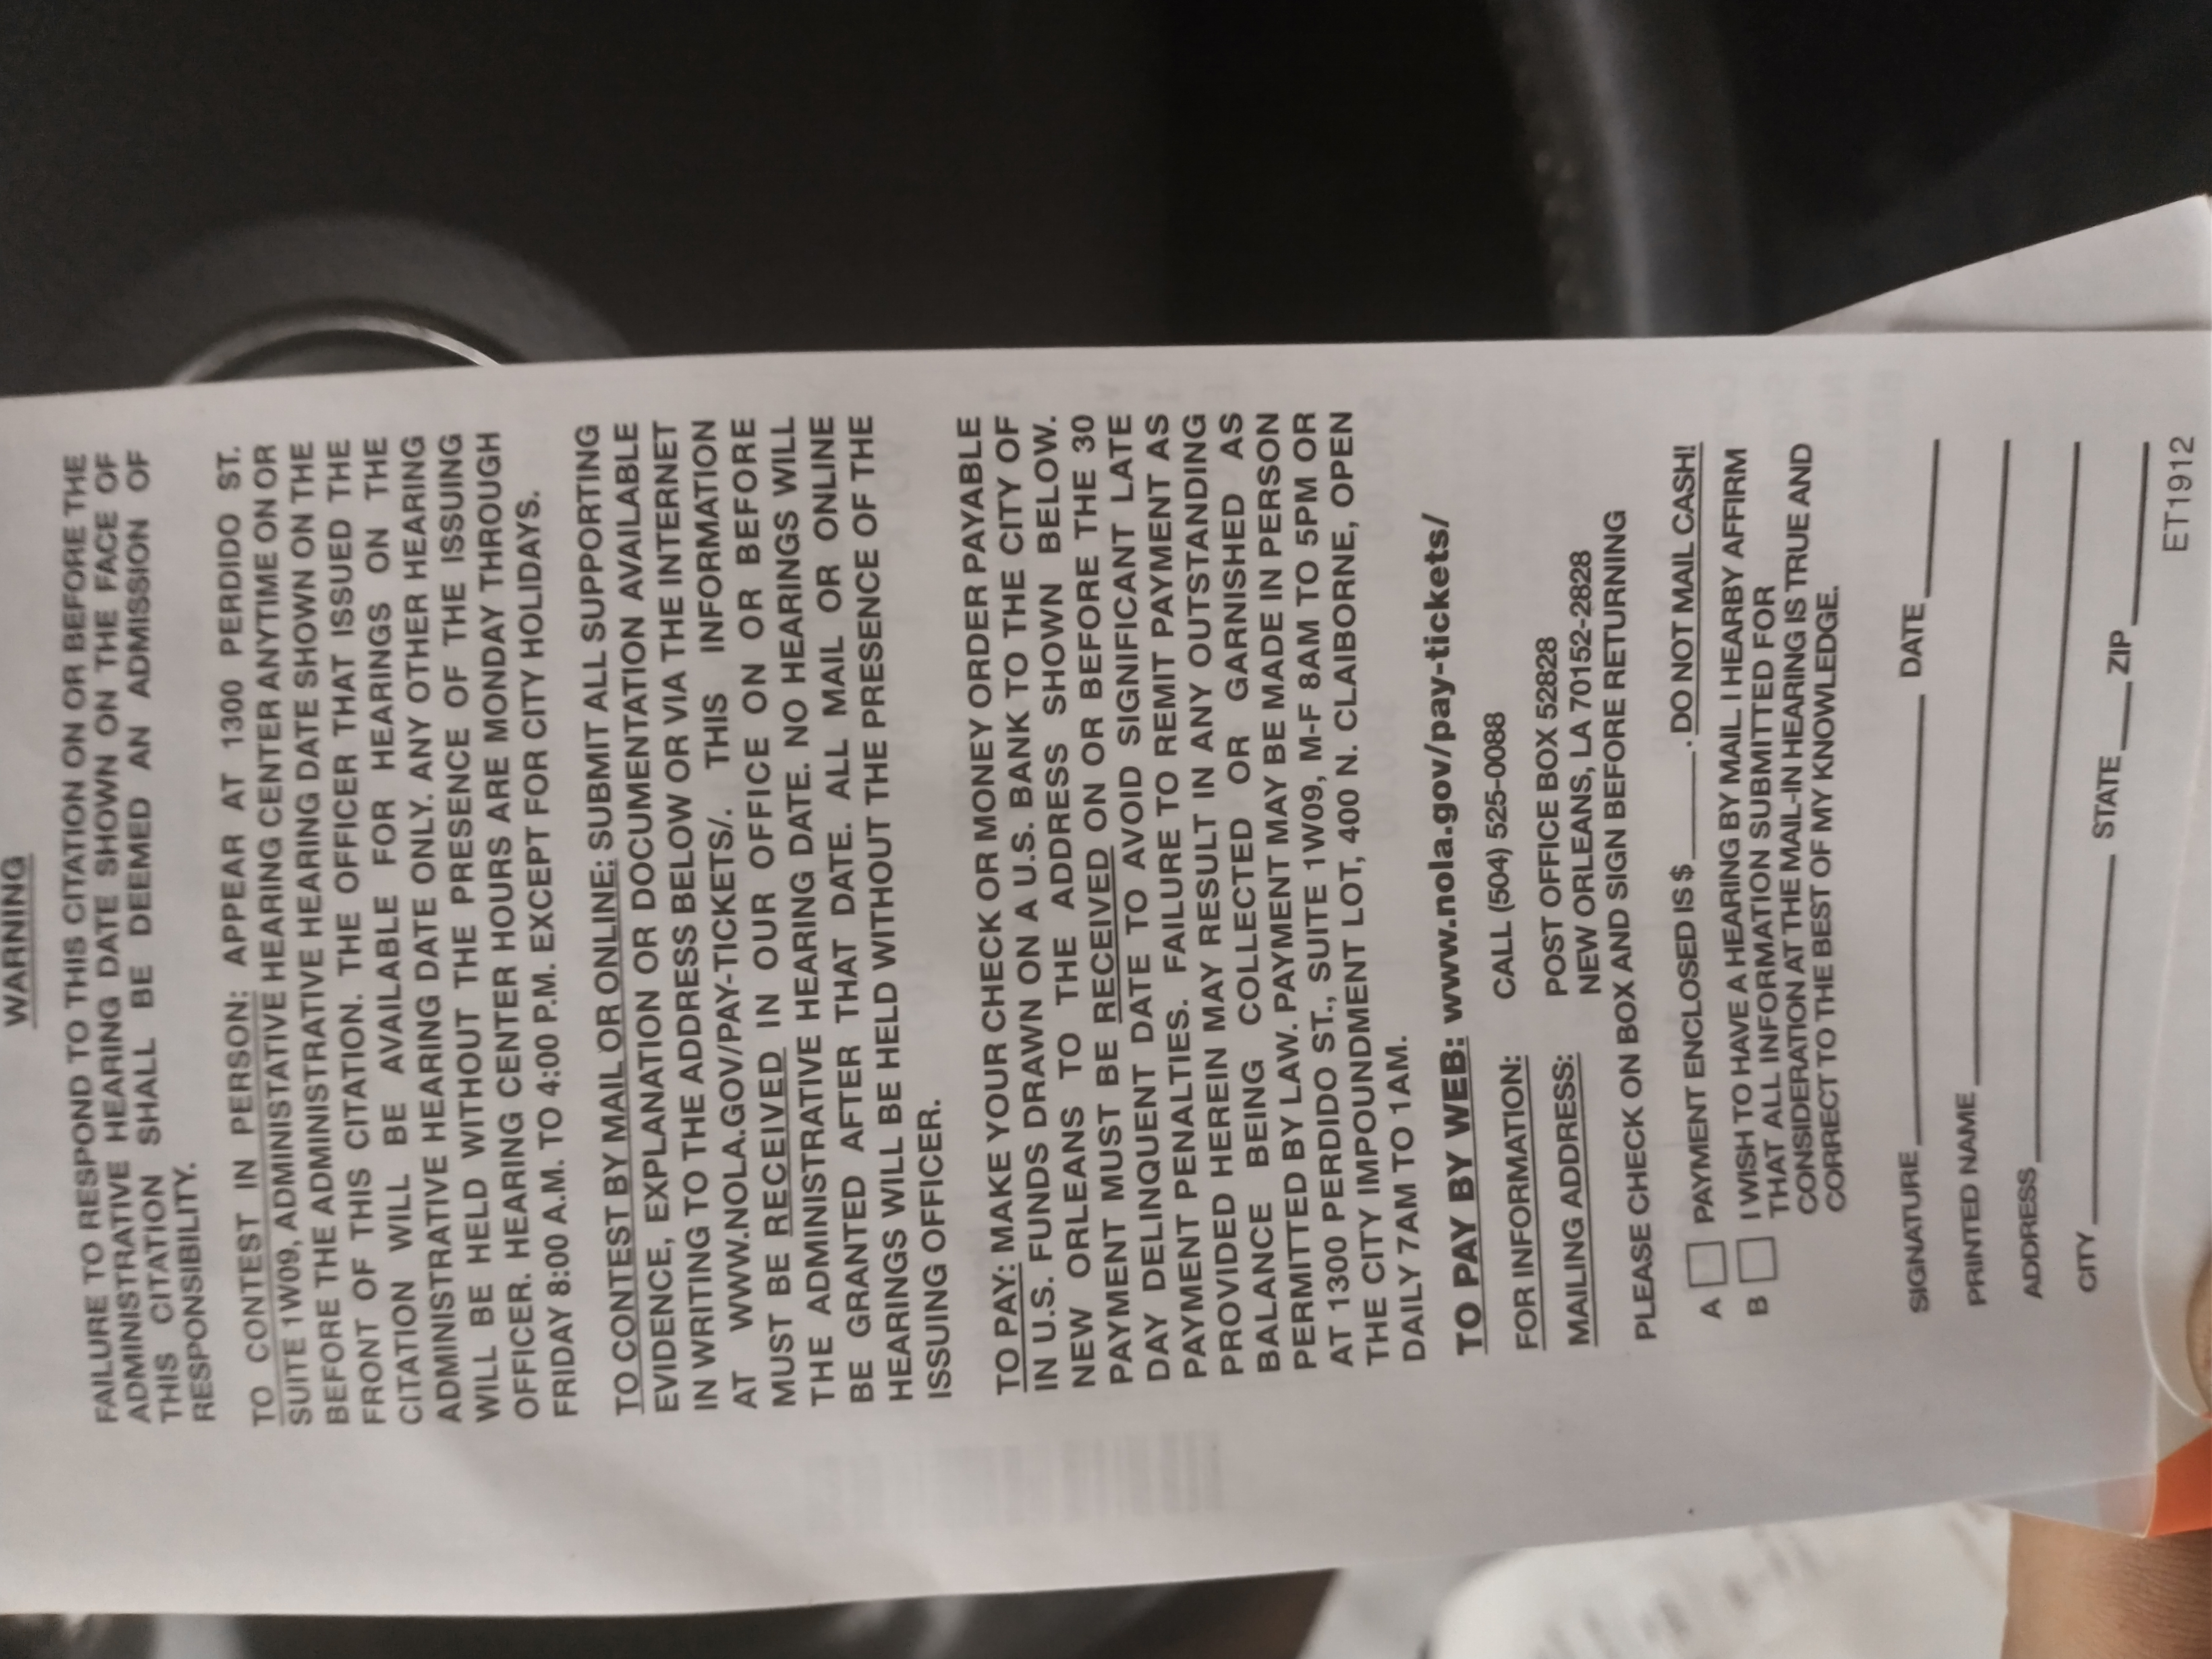 WARNING
FAILURE TO RESPOND TO THIS CITATION ON OR BEFORE THE
ADMINISTRATIVE HEARING DATE SHOWN ON THE FACE OF
THIS CITATION SHALL BE DEEMED AN ADMISSION OF
RESPONSIBILITY.
TO CONTEST IN PERSON: APPEAR AT 1300 PERDIDO ST.
SUITE 1W09, ADMINISTATIVE HEARING CENTER ANYTIME ON OR
BEFORE THE ADMINISTRATIVE HEARING DATE SHOWN ON THE
FRONT OF THIS CITATION. THE OFFICER THAT ISSUED THE
CITATION WILL BE AVAILABLE FOR HEARINGS ON THE
ADMINISTRATIVE HEARING DATE ONLY. ANY OTHER HEARING
WILL BE HELD WITHOUT THE PRESENCE OF THE ISSUING
OFFICER. HEARING CENTER HOURS ARE MONDAY THROUGH
FRIDAY 8:00 A.M. TO 4:00 P.M. EXCEPT FOR CITY HOLIDAYS.
TO CONTEST BY MAIL OR ONLINE: SUBMIT ALL SUPPORTING
EVIDENCE, EXPLANATION OR DOCUMENTATION AVAILABLE
IN WRITING TO THE ADDRESS BELOW OR VIA THE INTERNET
AT WWW.NOLA.GOV/PAY-TICKETS/. THIS INFORMATION
MUST BE RECEIVED IN OUR OFFICE ON OR BEFORE
THE ADMINISTRATIVE HEARING DATE. NO HEARINGS WILL
BE GRANTED AFTER THAT DATE. ALL MAIL OR ONLINE
HEARINGS WILL BE HELD WITHOUT THE PRESENCE OF THE
ISSUING OFFICER.
TO PAY: MAKE YOUR CHECK OR MONEY ORDER PAYABLE
IN U.S. FUNDS DRAWN ON A U.S. BANK TO THE CITY OF
NEW ORLEANS TO THE ADDRESS SHOWN BELOW.
PAYMENT MUST BE RECEIVED ON OR BEFORE THE 30
DAY DELINQUENT DATE TO AVOID SIGNIFICANT LATE
PAYMENT PENALTIES. FAILURE TO REMIT PAYMENT AS
PROVIDED HEREIN MAY RESULT IN ANY OUTSTANDING
BALANCE BEING COLLECTED OR GARNISHED AS
PERMITTED BY LAW. PAYMENT MAY BE MADE IN PERSON
AT 1300 PERDIDO ST., SUITE 1W09, M-F 8AM TO 5PM OR
THE CITY IMPOUNDMENT LOT, 400 N. CLAIBORNE, OPEN
DAILY 7AM TO 1AM.
TO PAY BY WEB: www.nola.gov/pay-tickets/
FOR INFORMATION: CALL (504) 525-0088
MAILING ADDRESS: POST OFFICE BOX 52828
NEW ORLEANS, LA 70152-2828
PLEASE CHECK ON BOX AND SIGN BEFORE RETURNING
A PAYMENT ENCLOSED IS $______. DO NOT MAIL CASH!
B I WISH TO HAVE A HEARING BY MAIL. I HEARBY AFFIRM
THAT ALL INFORMATION SUBMITTED FOR
CONSIDERATION AT THE MAIL-IN HEARING IS TRUE AND
CORRECT TO THE BEST OF MY KNOWLEDGE.
SIGNATURE DATE
PRINTED NAME
ADDRESS
CITY STATE ZIP
ET1912